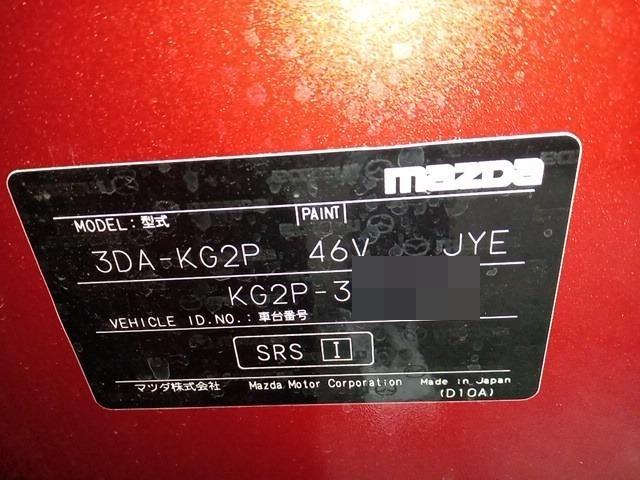 mazda
MODEL: 型式 PAINT
3DA-KG2P 46V JYE
KG2P-3
VEHICLE ID.NO.: 車台番号
SRS I
マツダ株式会社 Mazda Motor Corporation Made in Japan
(D10A)